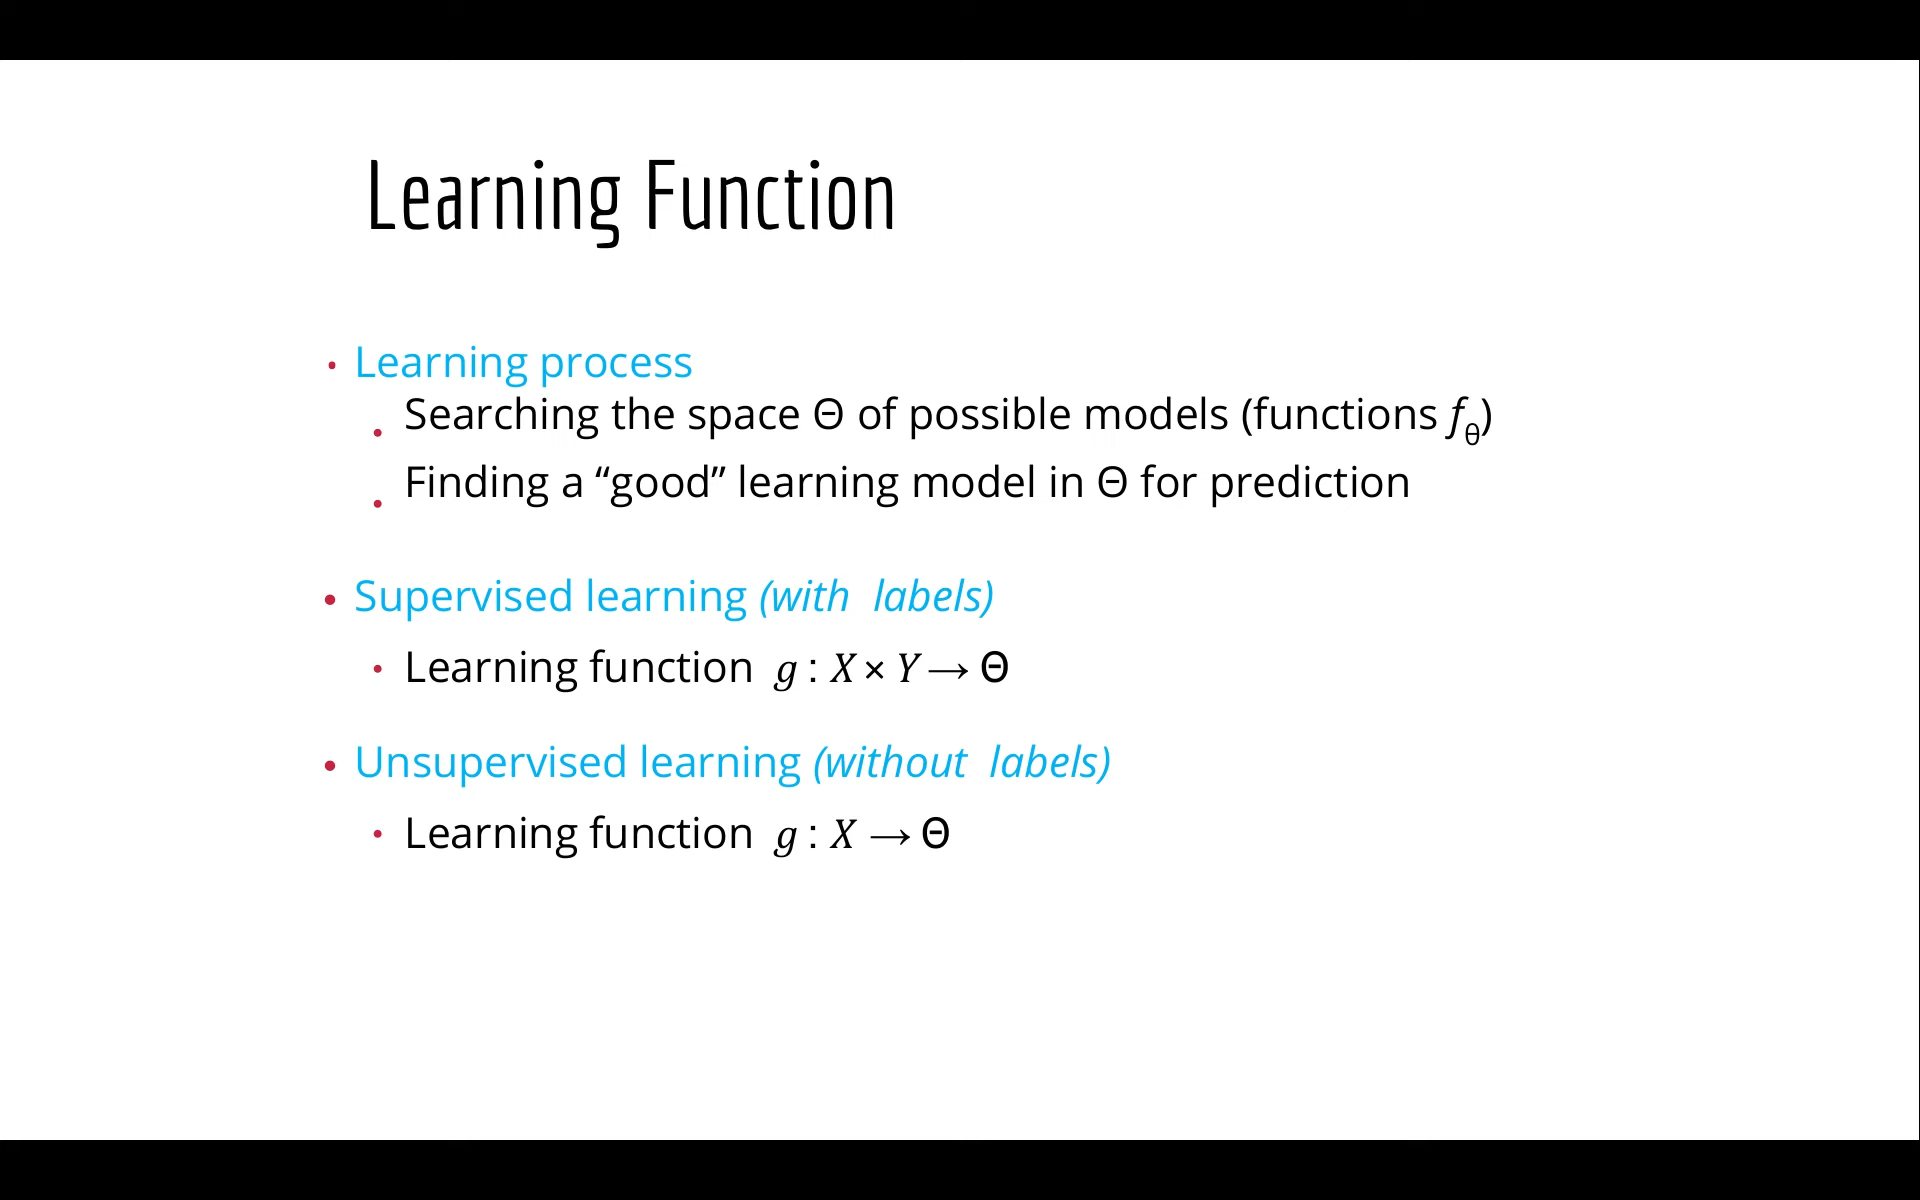 Learning Function
• Learning process
• Searching the space Θ of possible models (functions fθ)
• Finding a “good” learning model in Θ for prediction
• Supervised learning (with labels)
• Learning function g : X × Y → Θ
• Unsupervised learning (without labels)
• Learning function g : X → Θ